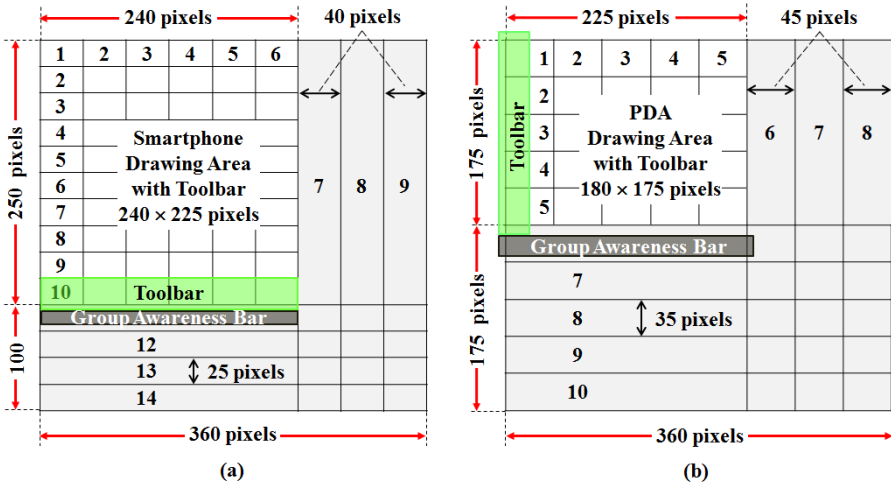 240 pixels
40 pixels
1 2 3 4 5 6
2
3
4
5
6
7
8
9
10
Smartphone
Drawing Area
with Toolbar
240 × 225 pixels
7 8 9
Toolbar
Group Awareness Bar
12
13
14
25 pixels
250 pixels
100
360 pixels
(a)
225 pixels
45 pixels
Toolbar
1 2 3 4 5
2
3
4
5
PDA
Drawing Area
with Toolbar
180 × 175 pixels
6 7 8
Group Awareness Bar
7
8
9
10
35 pixels
175 pixels
175 pixels
360 pixels
(b)